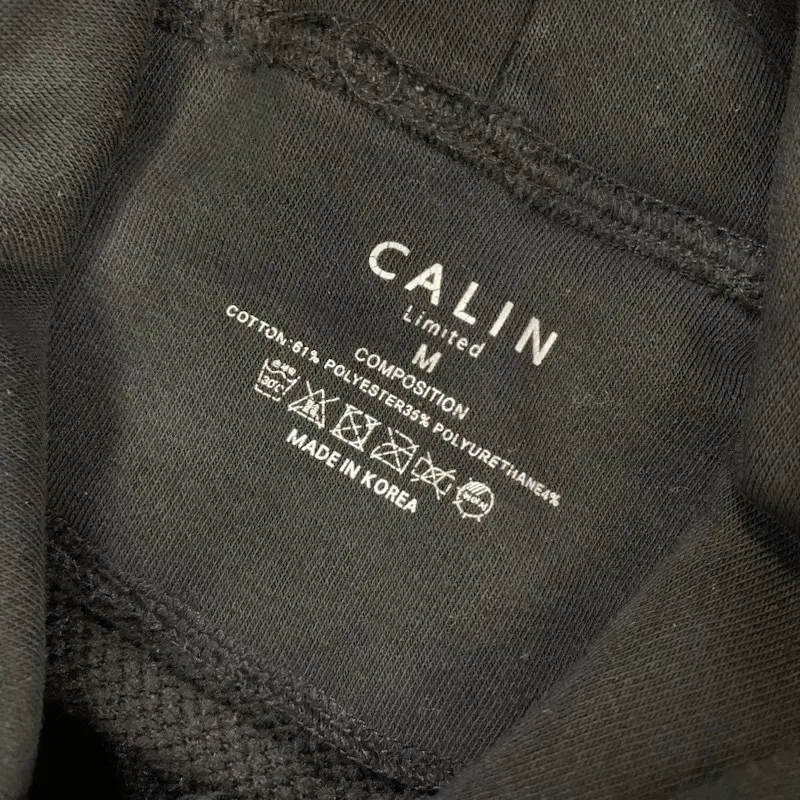 CALIN
Limited
M
COMPOSITION
COTTON:61% POLYESTER35% POLYURETHANE4%
30℃
MADE IN KOREA